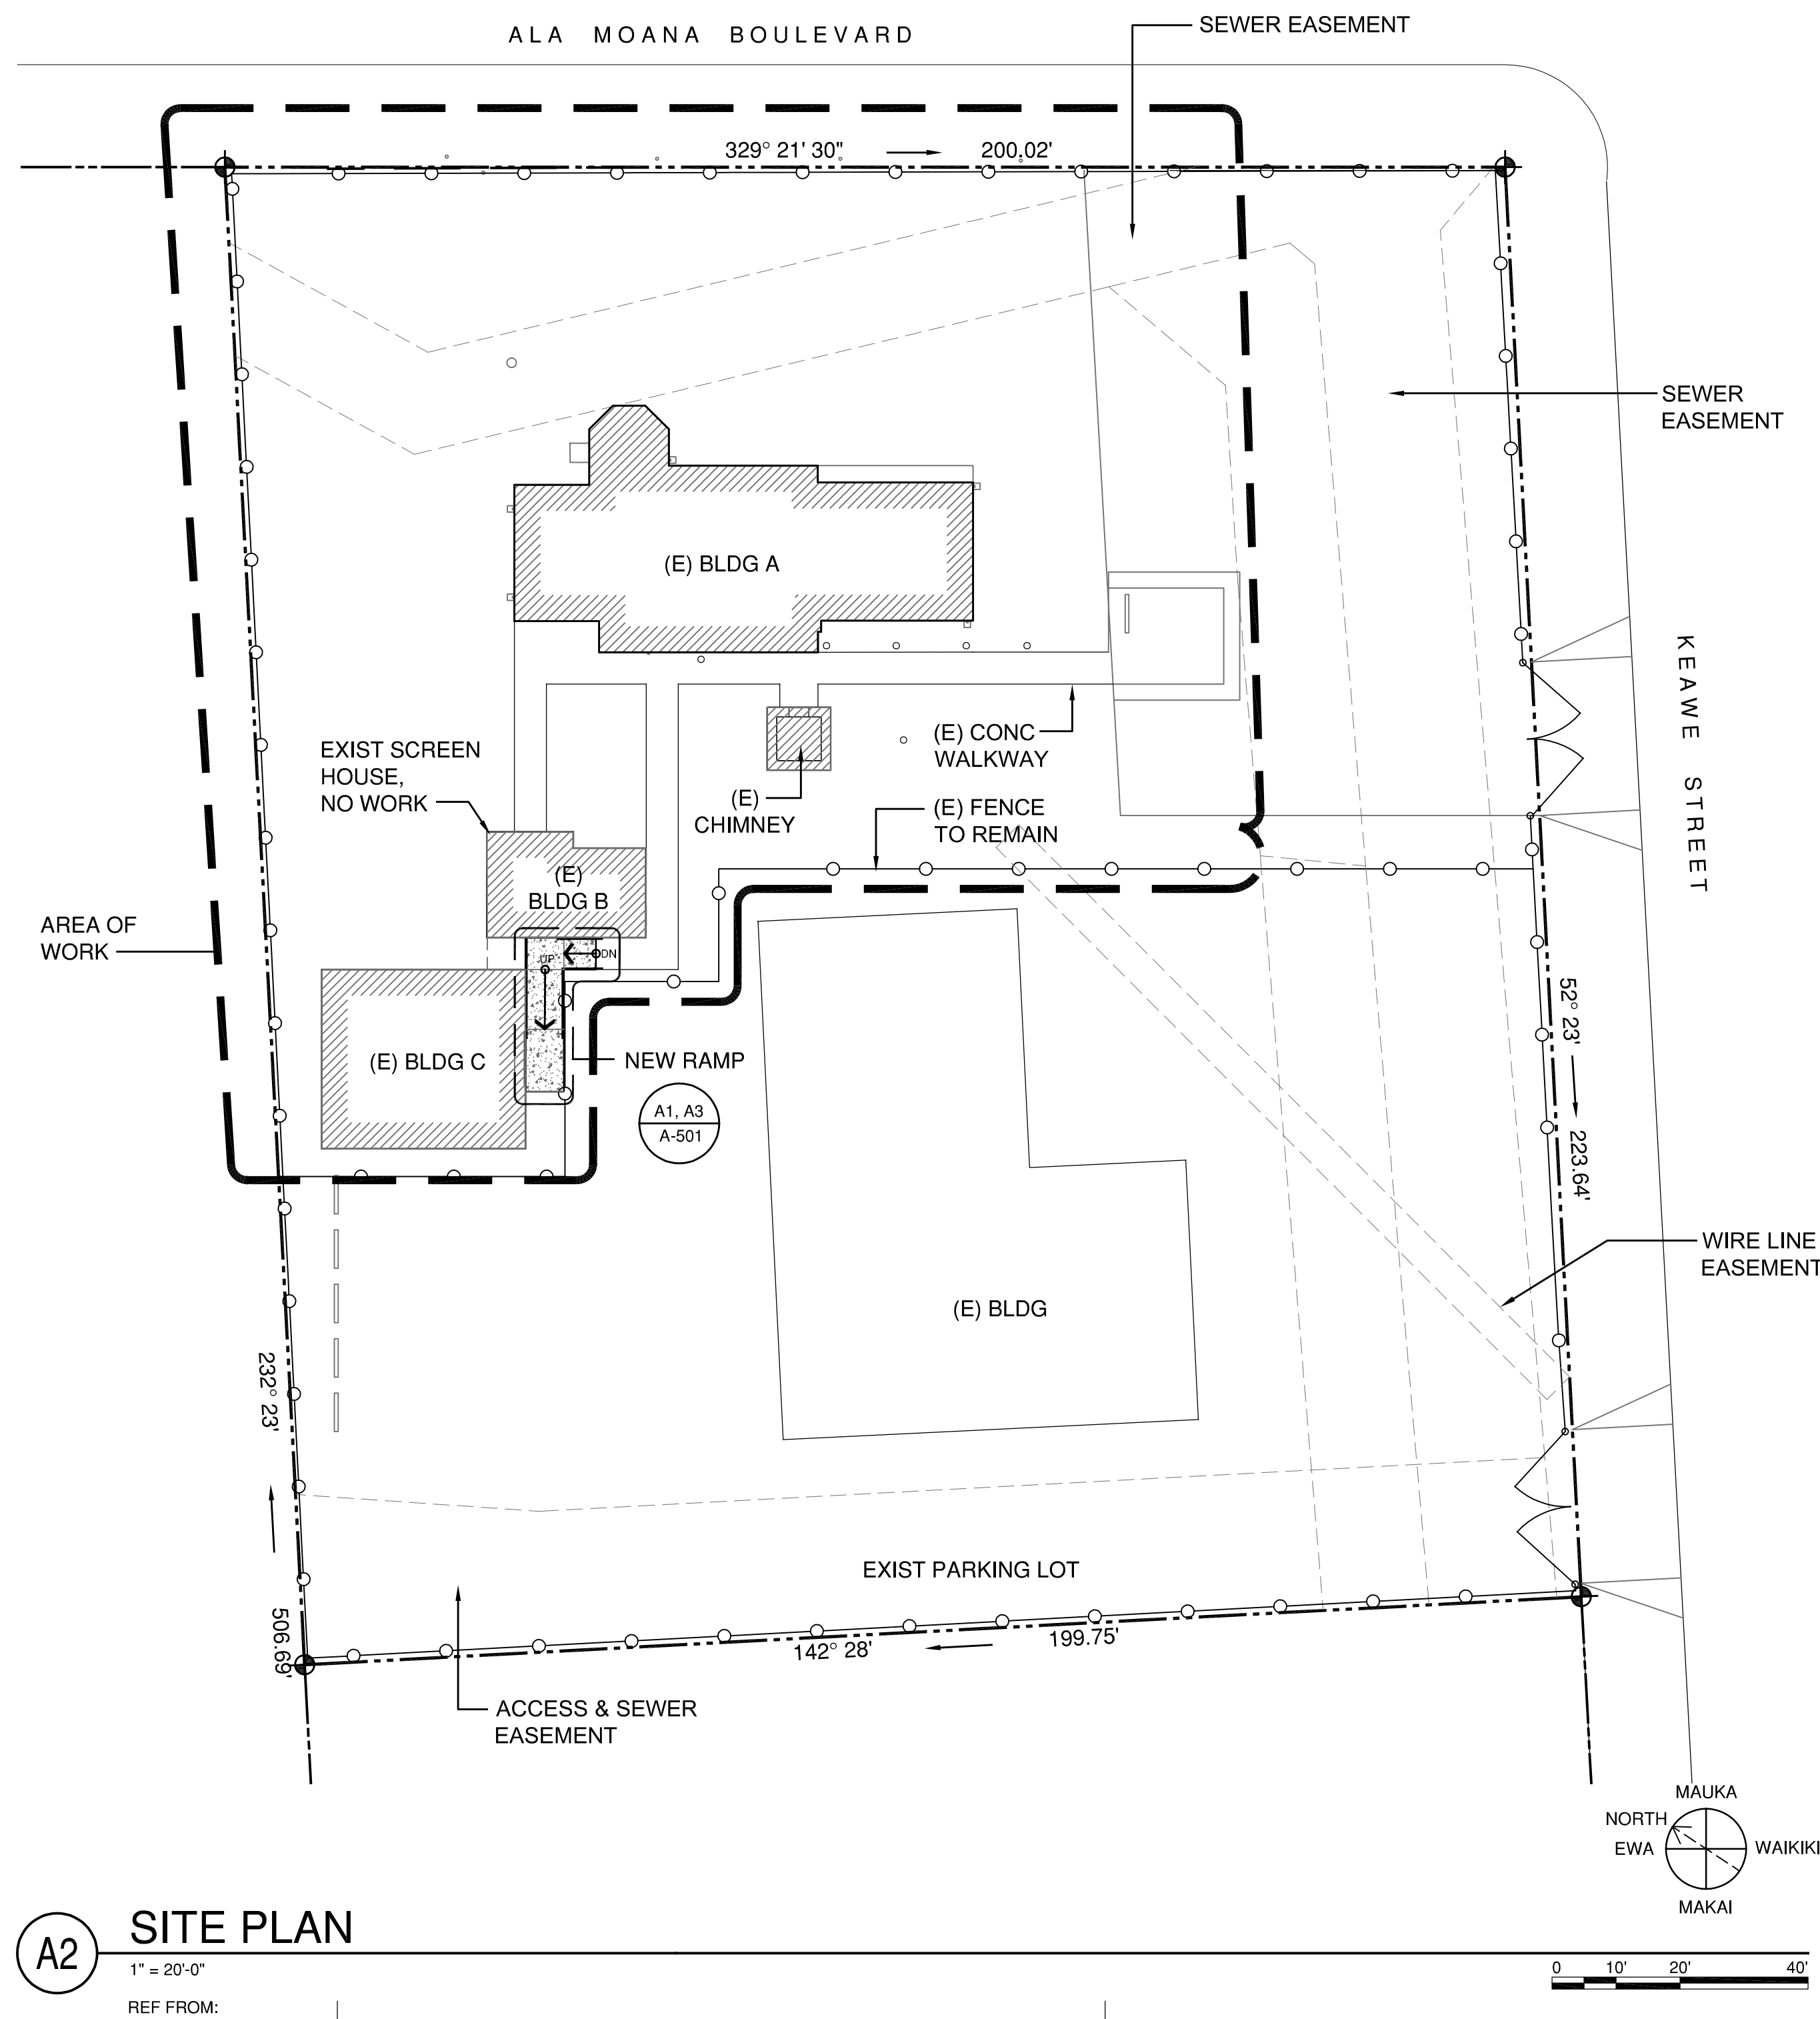 ALA MOANA BOULEVARD
SEWER EASEMENT
329° 21' 30"
200.02'
SEWER
EASEMENT
(E) BLDG A
KEAWE STREET
(E) CONC
WALKWAY
EXIST SCREEN
HOUSE,
NO WORK
(E)
CHIMNEY
(E) FENCE
TO REMAIN
(E)
BLDG B
AREA OF
WORK
UP
DN
52° 23'
223.64'
(E) BLDG C
NEW RAMP
A1, A3
A-501
WIRE LINE
EASEMENT
(E) BLDG
232° 23'
506.69'
EXIST PARKING LOT
142° 28'
199.75'
ACCESS & SEWER
EASEMENT
MAUKA
NORTH
EWA
WAIKIKI
MAKAI
A2
SITE PLAN
1" = 20'-0"
0 10' 20' 40'
REF FROM: